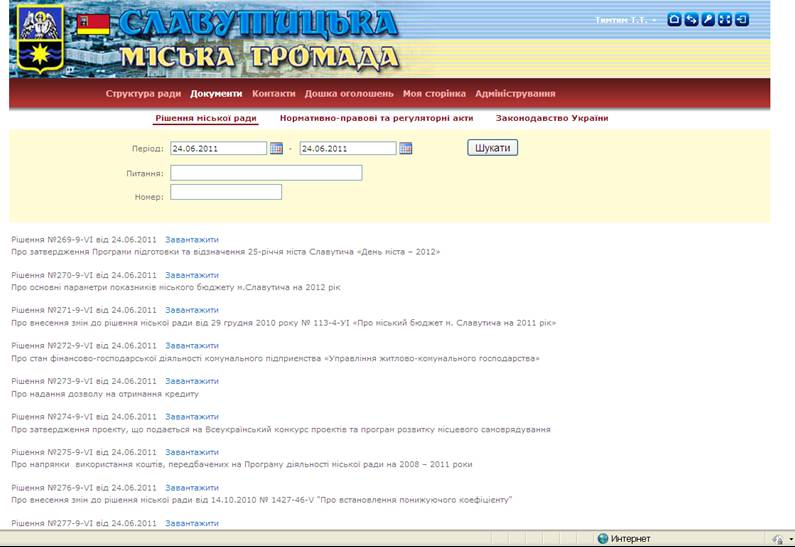 СЛАВУТИЦЬКА
МІСЬКА ГРОМАДА
Тимтим Т.Т.
Структура ради Документи Контакти Дошка оголошень Моя сторінка Адміністрування
Рішення міської ради Нормативно-правові та регуляторні акти Законодавство України
Період: 24.06.2011 - 24.06.2011 Шукати
Питання:
Номер:
Рішення №269-9-VI від 24.06.2011 Завантажити
Про затвердження Програми підготовки та відзначення 25-річчя міста Славутича «День міста – 2012»
Рішення №270-9-VI від 24.06.2011 Завантажити
Про основні параметри показників міського бюджету м.Славутича на 2012 рік
Рішення №271-9-VI від 24.06.2011 Завантажити
Про внесення змін до рішення міської ради від 29 грудня 2010 року № 113-4-УІ «Про міський бюджет м. Славутича на 2011 рік»
Рішення №272-9-VI від 24.06.2011 Завантажити
Про стан фінансово-господарської діяльності комунального підприємства «Управління житлово-комунального господарства»
Рішення №273-9-VI від 24.06.2011 Завантажити
Про надання дозволу на отримання кредиту
Рішення №274-9-VI від 24.06.2011 Завантажити
Про затвердження проекту, що подається на Всеукраїнський конкурс проектів та програм розвитку місцевого самоврядування
Рішення №275-9-VI від 24.06.2011 Завантажити
Про напрямки використання коштів, передбачених на Програму діяльності міської ради на 2008 – 2011 роки
Рішення №276-9-VI від 24.06.2011 Завантажити
Про внесення змін до рішення міської ради від 14.10.2010 № 1427-46-V "Про встановлення понижуючого коефіцієнту"
Рішення №277-9-VI від 24.06.2011 Завантажити
Интернет